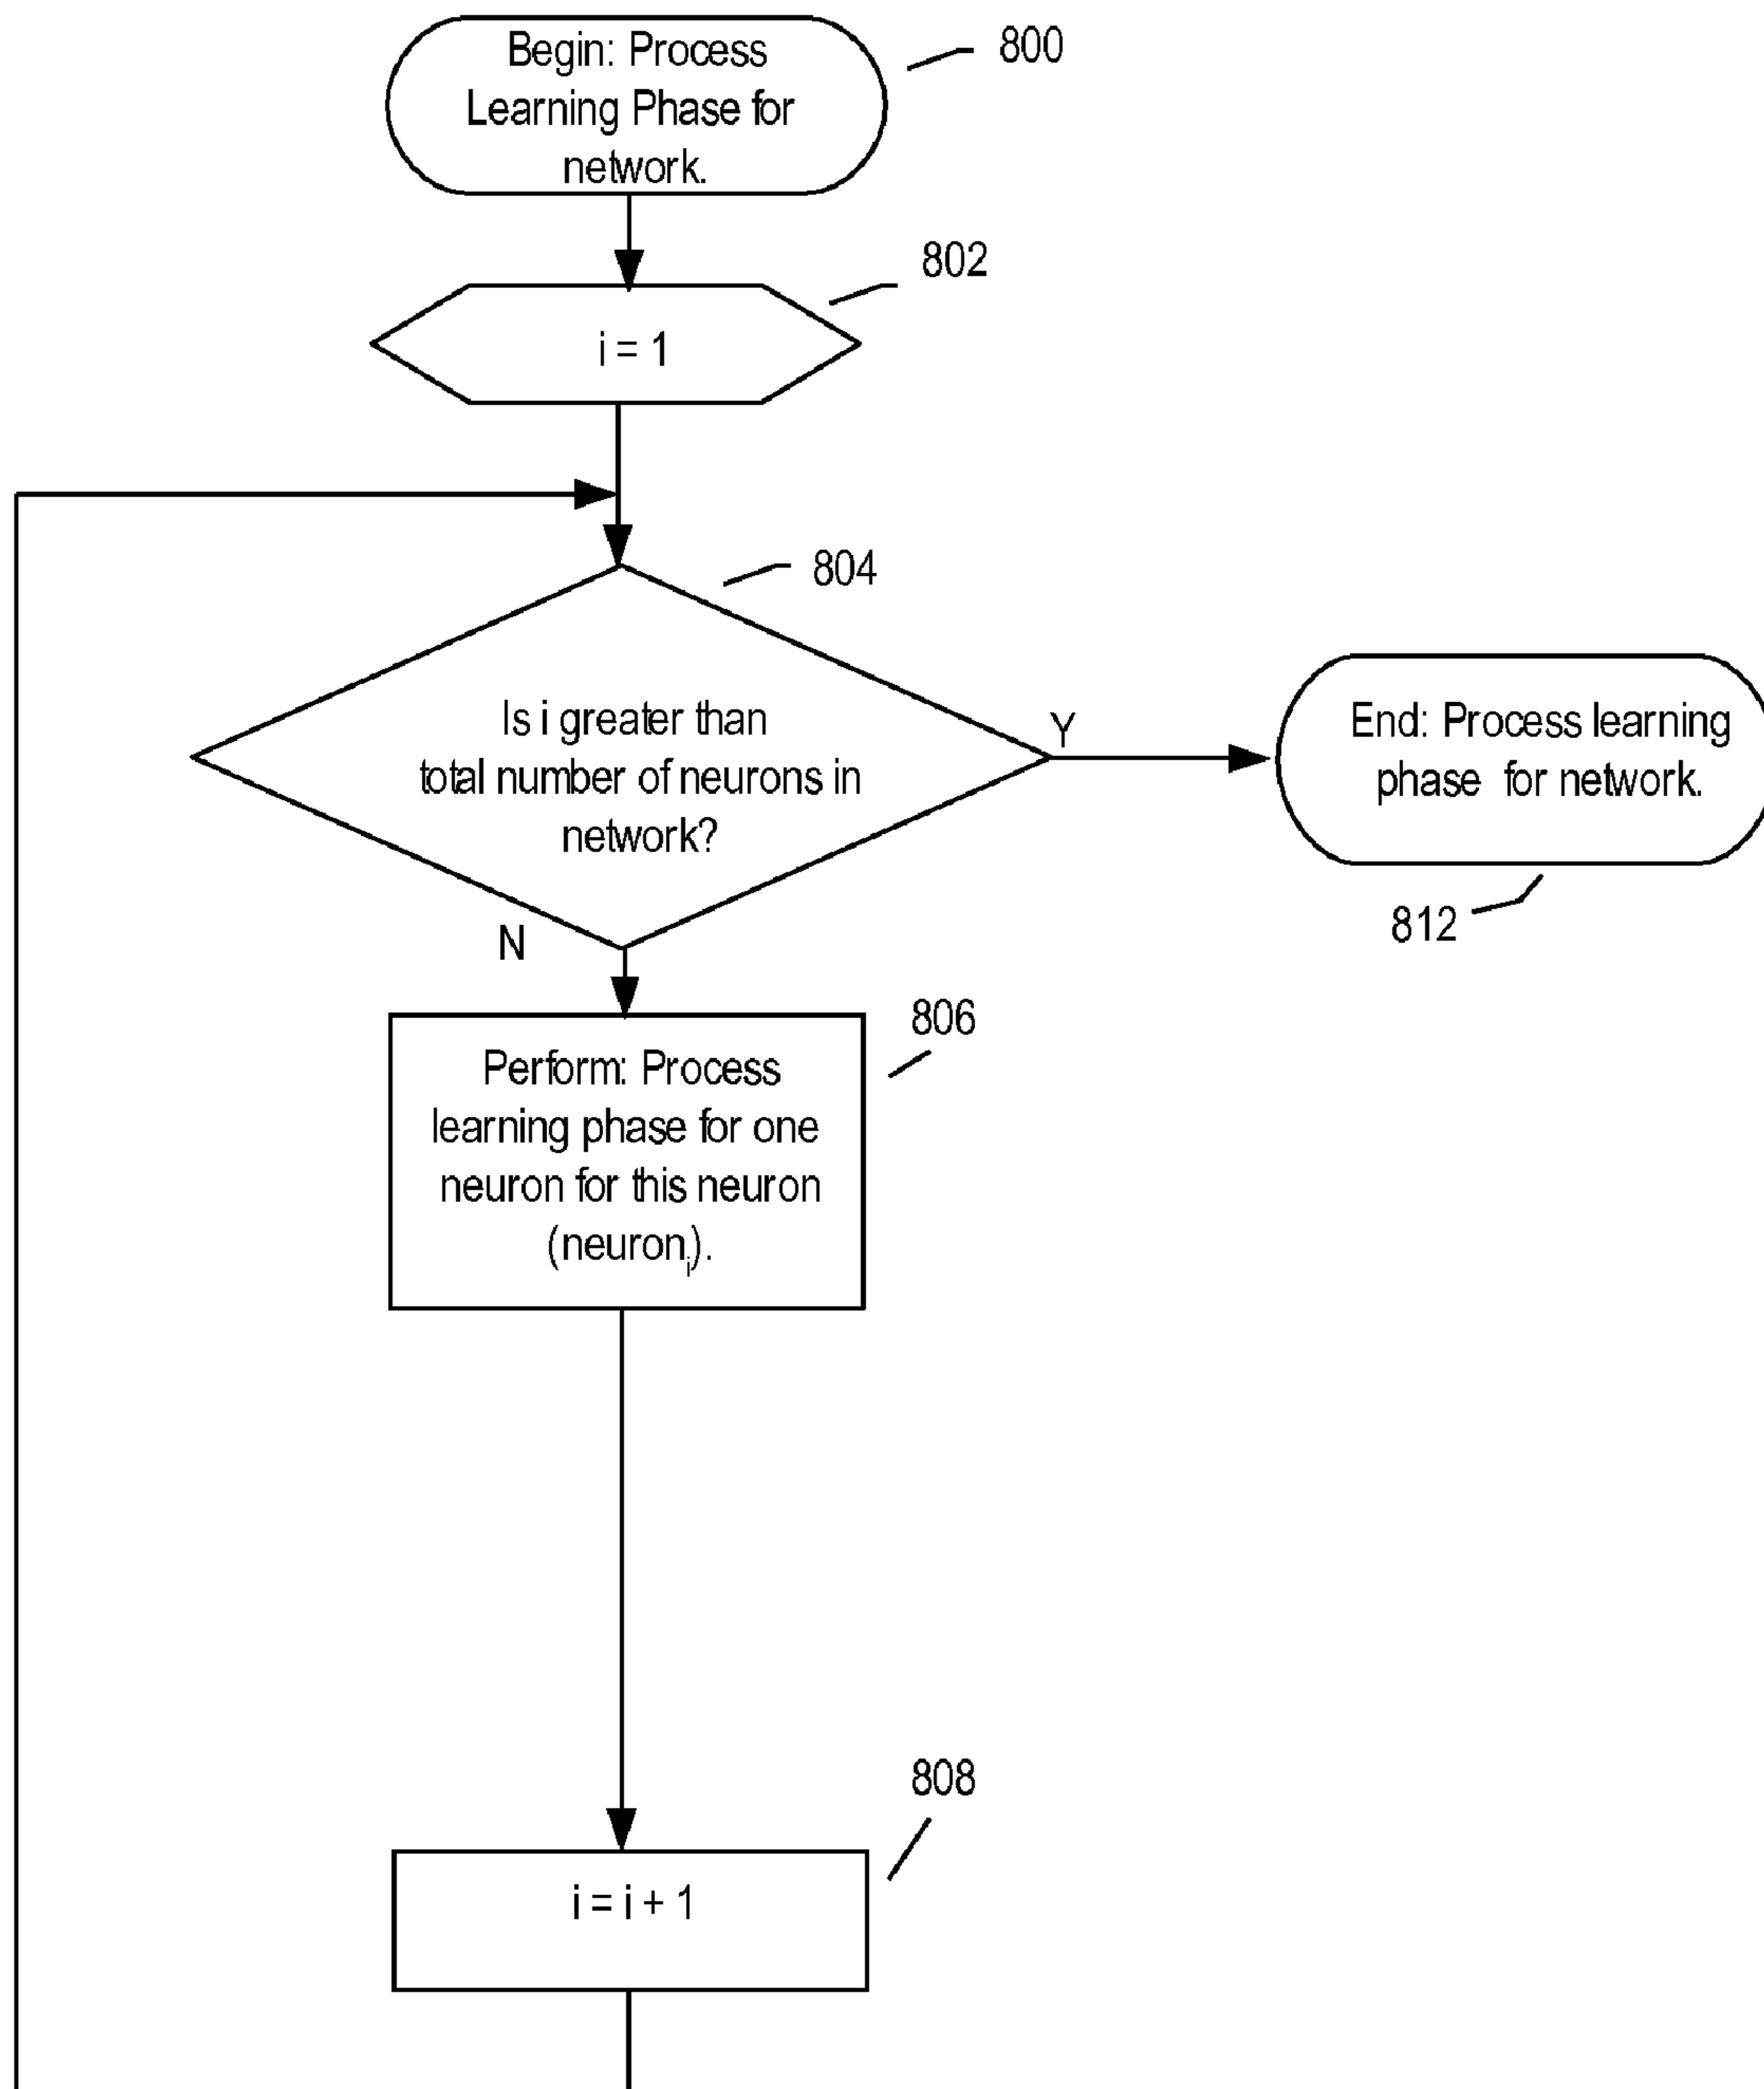 Begin: Process
Learning Phase for
network.
800
802
i = 1
804
Is i greater than
total number of neurons in
network?
Y
End: Process learning
phase for network.
812
N
806
Perform: Process
learning phase for one
neuron for this neuron
(neuroni).
808
i = i + 1